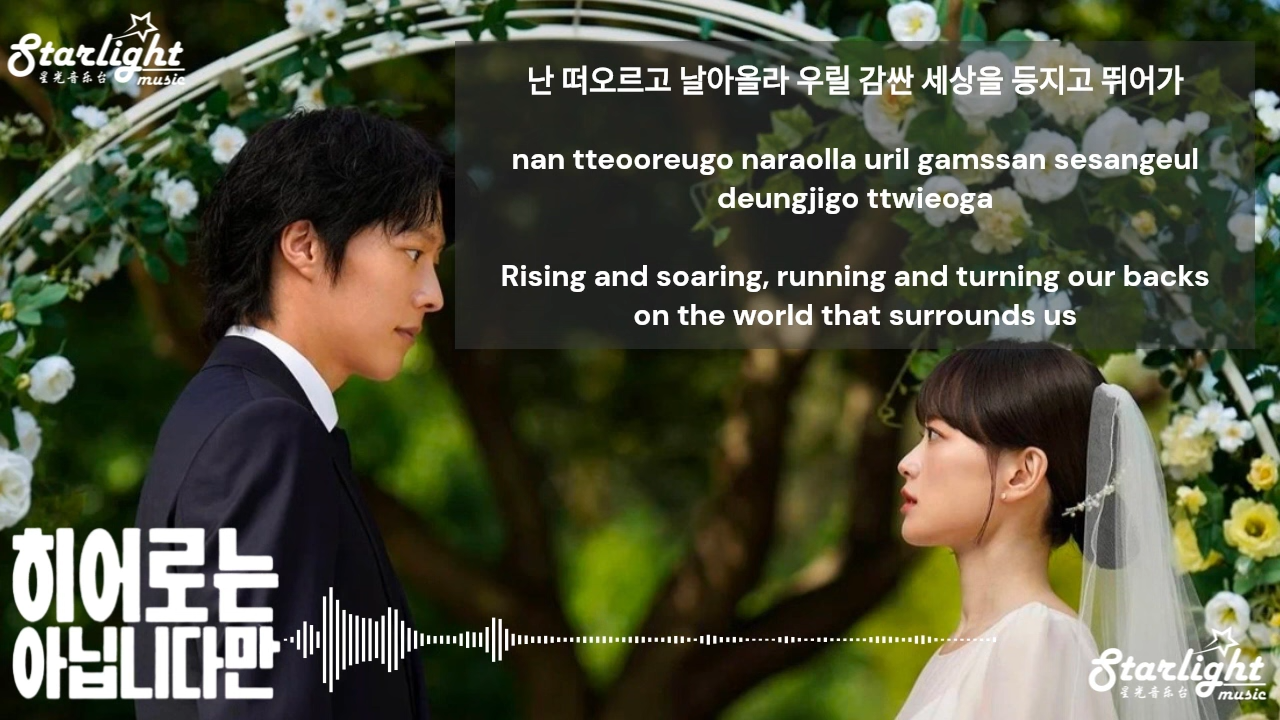 Starlight
星光音乐台 music
난 떠오르고 날아올라 우릴 감싼 세상을 등지고 뛰어가
nan tteooreugo naraolla uril gamssan sesangeul
deungjigo ttwieoga
Rising and soaring, running and turning our backs
on the world that surrounds us
히어로는
아닙니다만
Starlight
星光音乐台 music